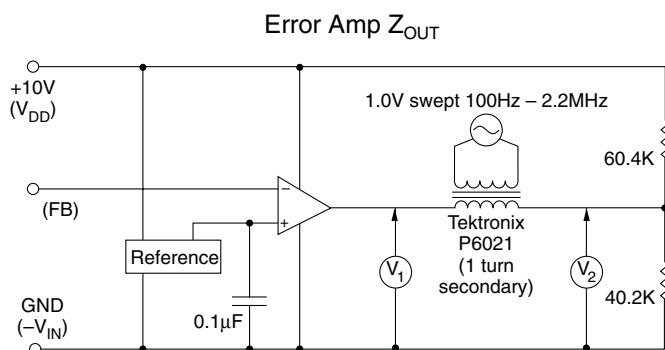 Error Amp Z_OUT
+10V
(V_DD)
1.0V swept 100Hz – 2.2MHz
60.4K
(FB)
−
+
Tektronix
P6021
(1 turn
secondary)
Reference
V_1
V_2
GND
(–V_IN)
0.1µF
40.2K